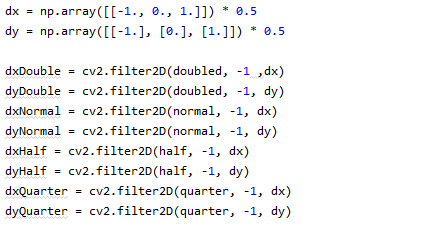 dx = np.array([[-1., 0., 1.]]) * 0.5
dy = np.array([[-1.], [0.], [1.]]) * 0.5
dxDouble = cv2.filter2D(doubled, -1 ,dx)
dyDouble = cv2.filter2D(doubled, -1, dy)
dxNormal = cv2.filter2D(normal, -1, dx)
dyNormal = cv2.filter2D(normal, -1, dy)
dxHalf = cv2.filter2D(half, -1, dx)
dyHalf = cv2.filter2D(half, -1, dy)
dxQuarter = cv2.filter2D(quarter, -1, dx)
dyQuarter = cv2.filter2D(quarter, -1, dy)